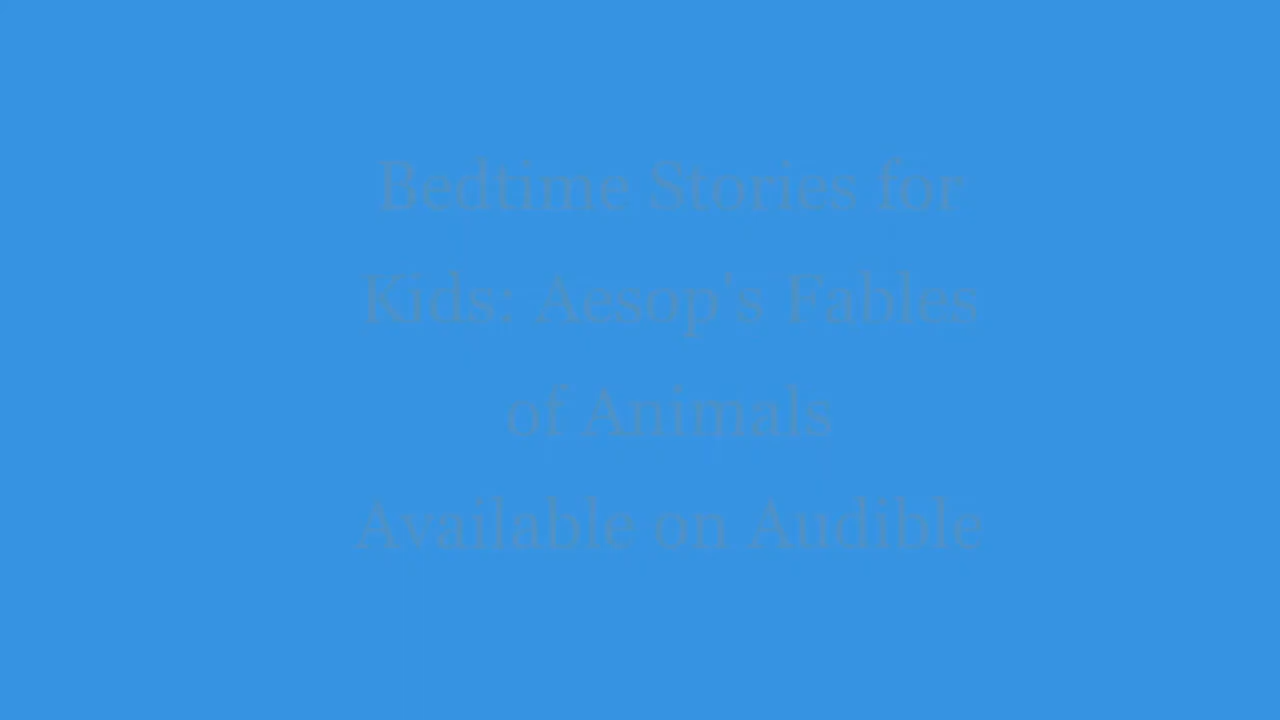 Bedtime Stories for
Kids: Aesop's Fables
of Animals
Available on Audible